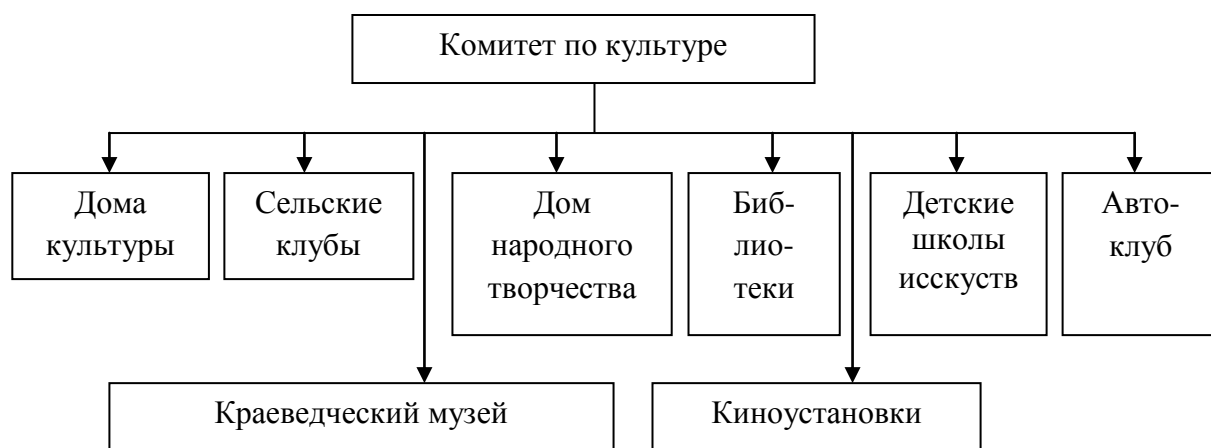 Комитет по культуре
Дома
культуры
Сельские
клубы
Дом
народного
творчества
Биб-
лио-
теки
Детские
школы
исскуств
Авто-
клуб
Краеведческий музей
Киноустановки